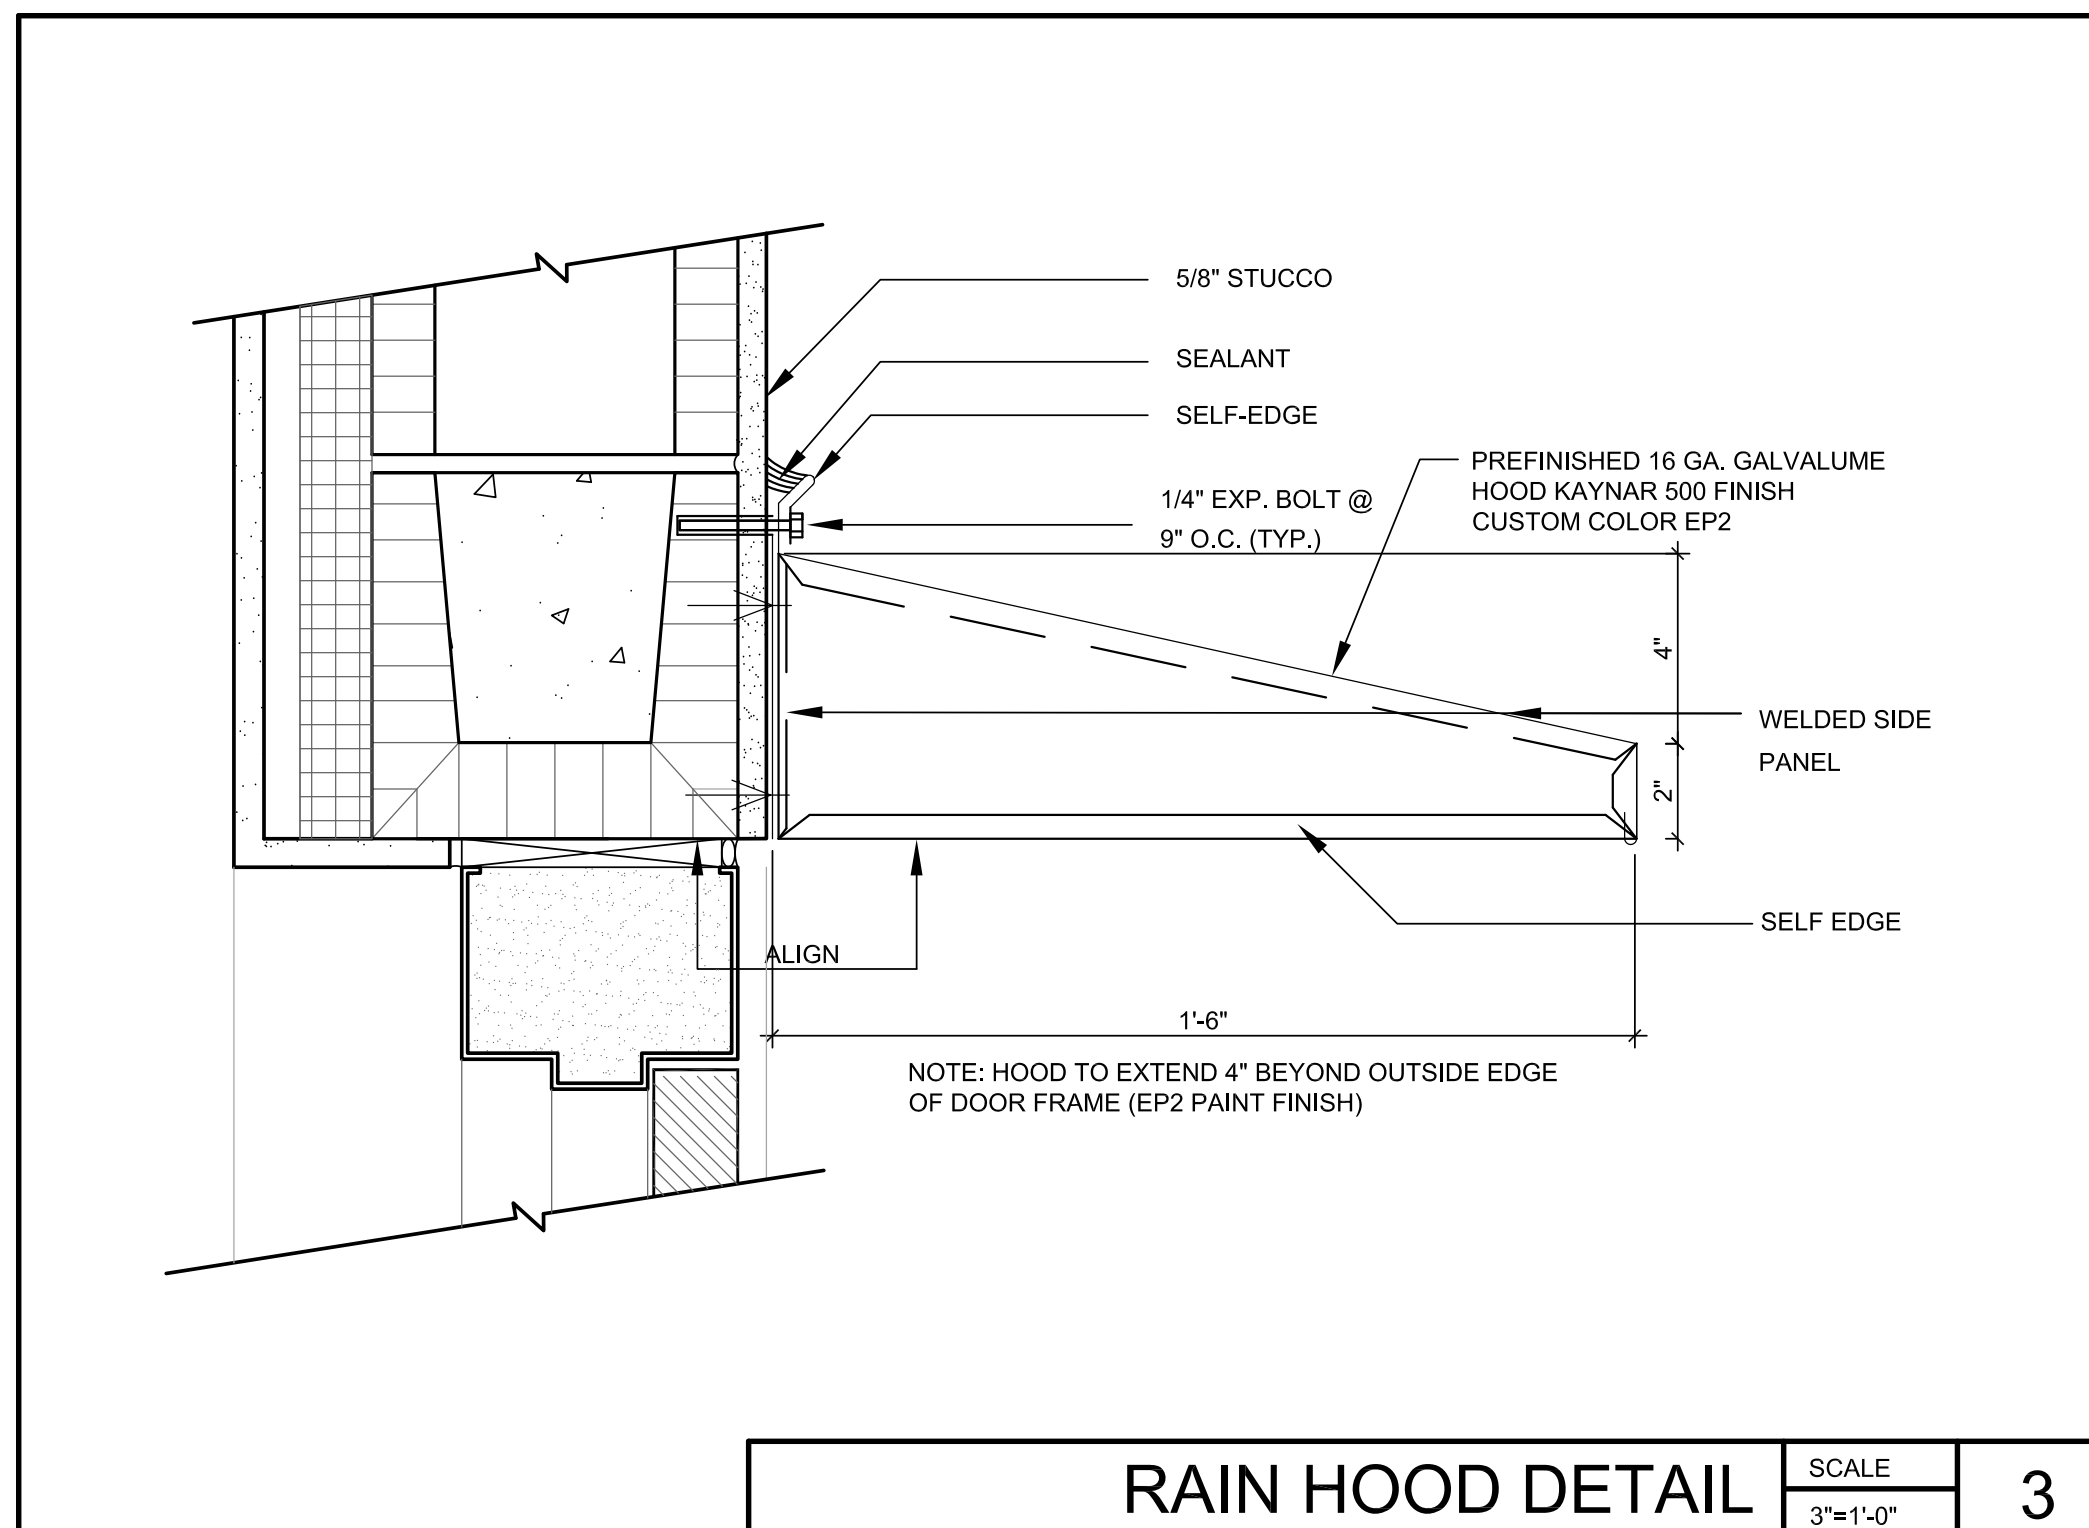 5/8" STUCCO
SEALANT
SELF-EDGE
1/4" EXP. BOLT @
9" O.C. (TYP.)
PREFINISHED 16 GA. GALVALUME
HOOD KAYNAR 500 FINISH
CUSTOM COLOR EP2
4"
WELDED SIDE
PANEL
2"
SELF EDGE
ALIGN
1'-6"
NOTE: HOOD TO EXTEND 4" BEYOND OUTSIDE EDGE
OF DOOR FRAME (EP2 PAINT FINISH)
RAIN HOOD DETAIL
SCALE
3"=1'-0"
3